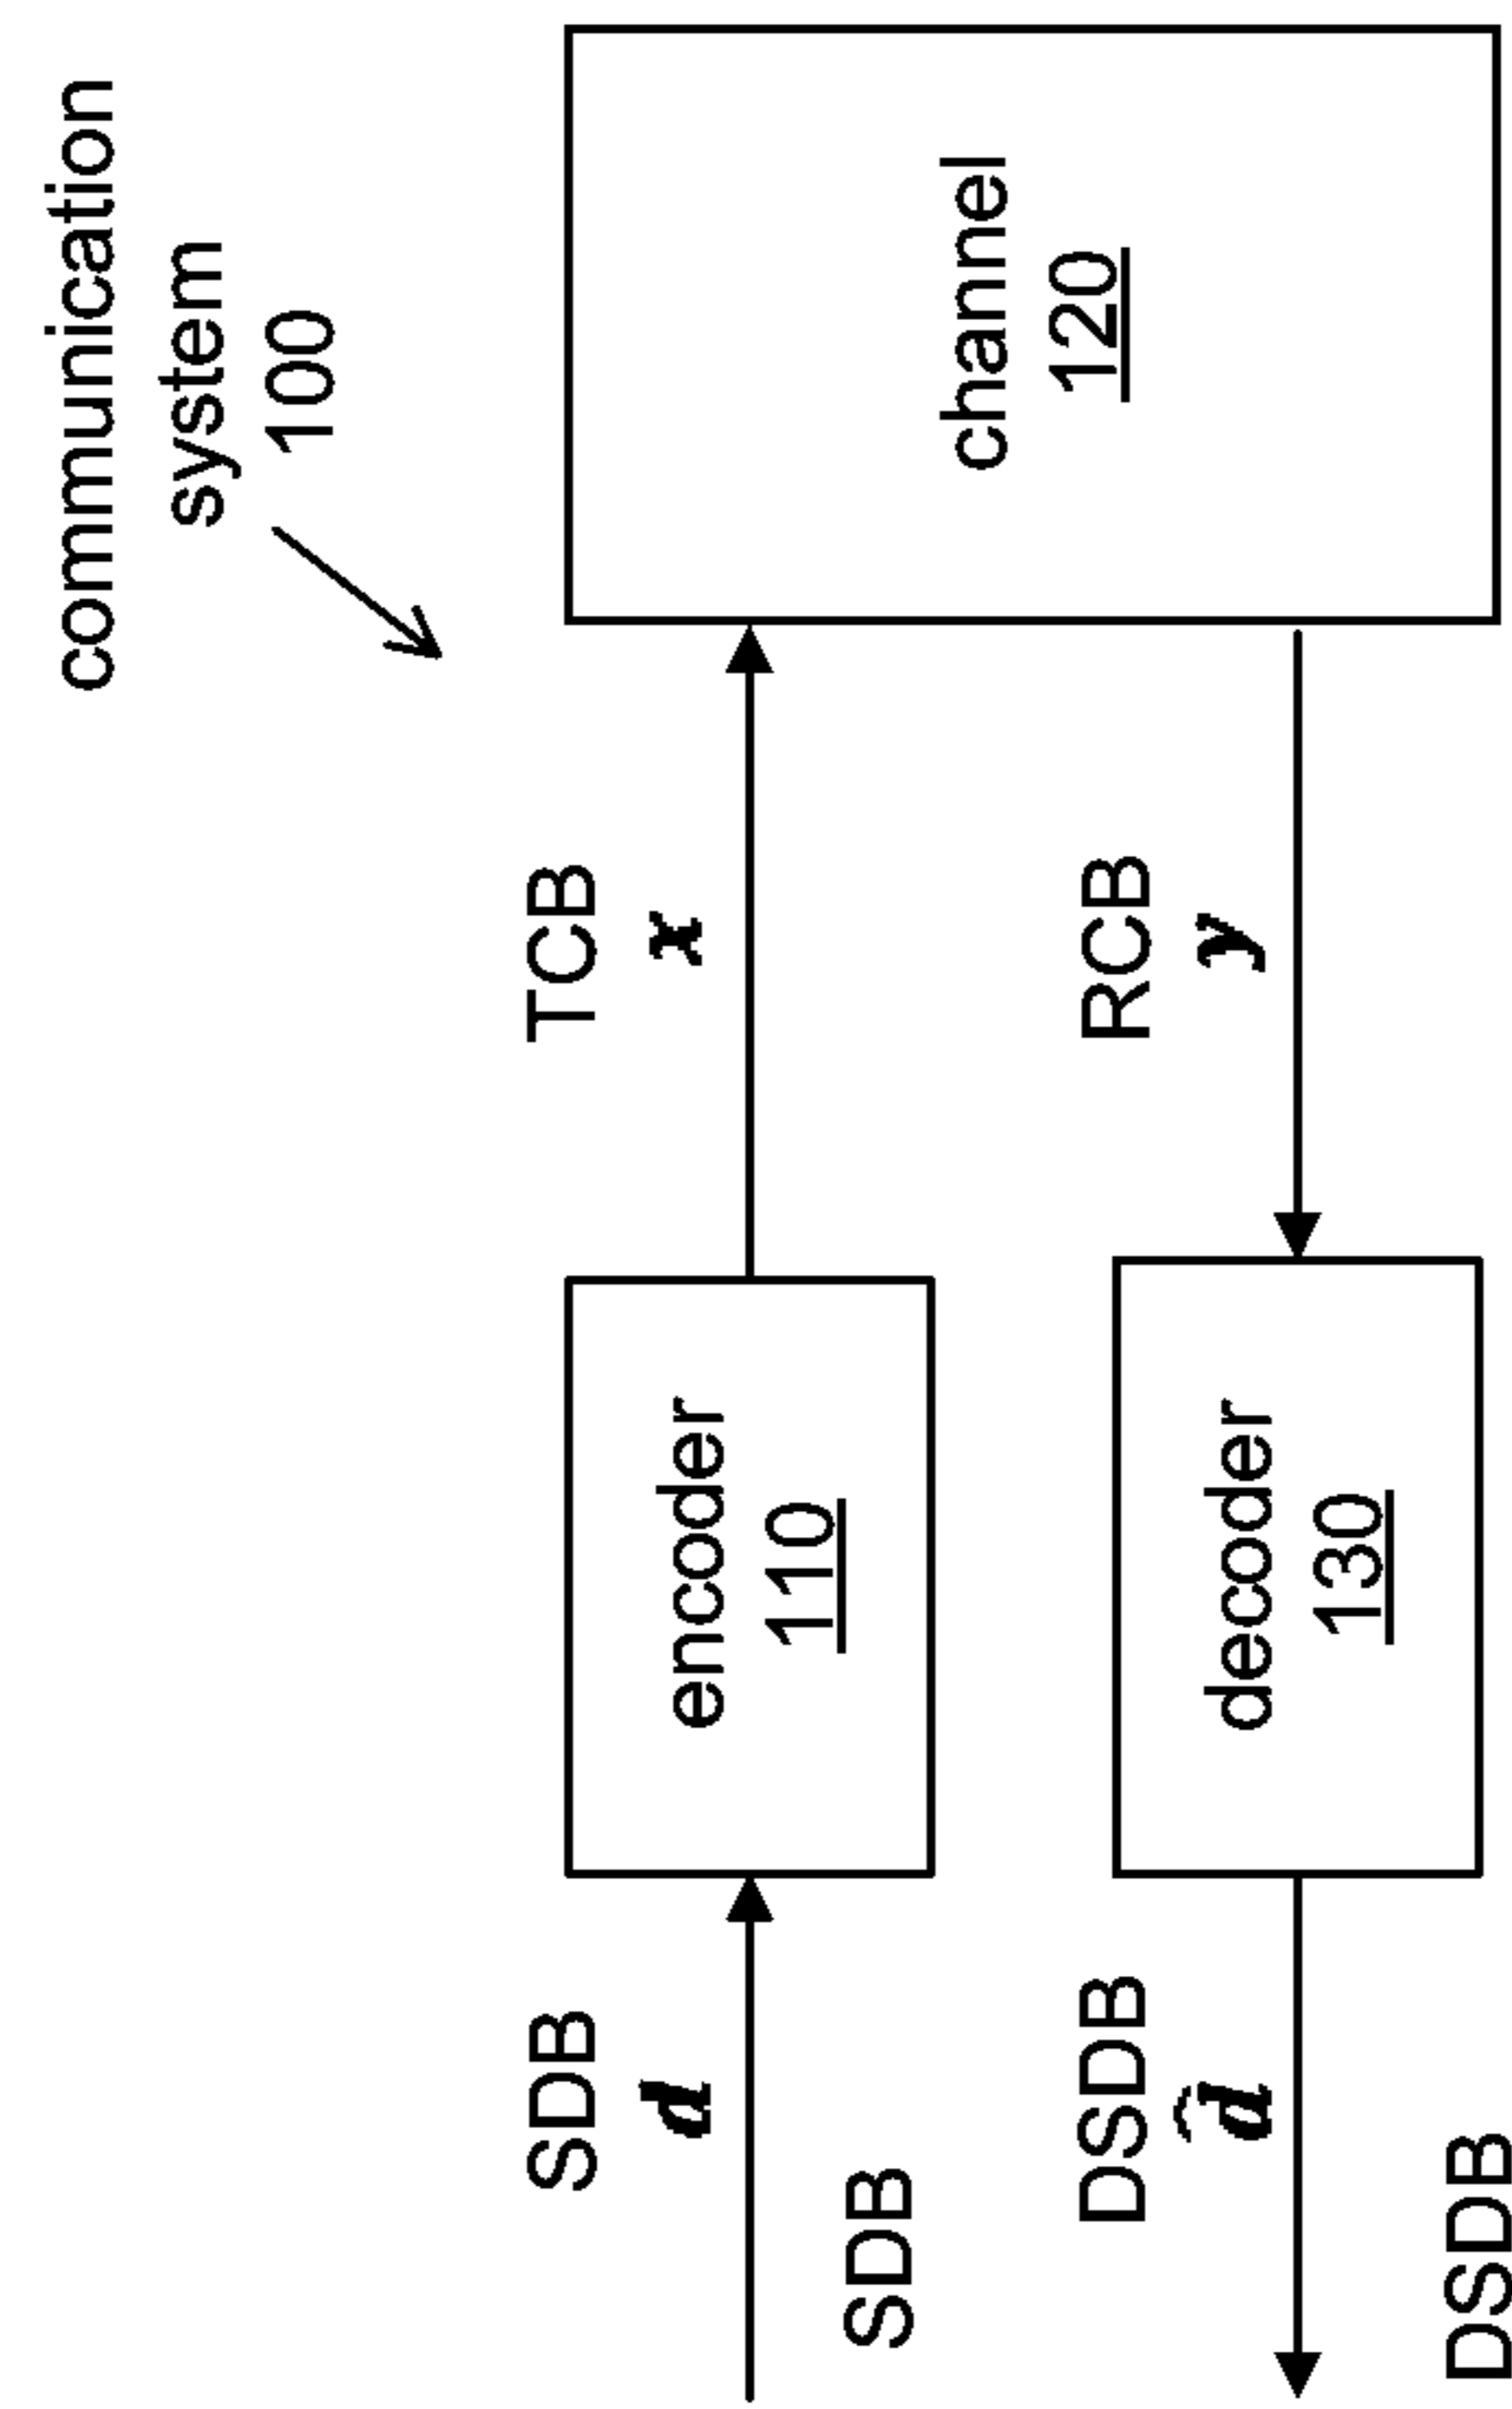 communication
system
100
SDB
d
SDB
encoder
110
TCB
x
channel
120
RCB
y
decoder
130
DSDB
d̂
DSDB